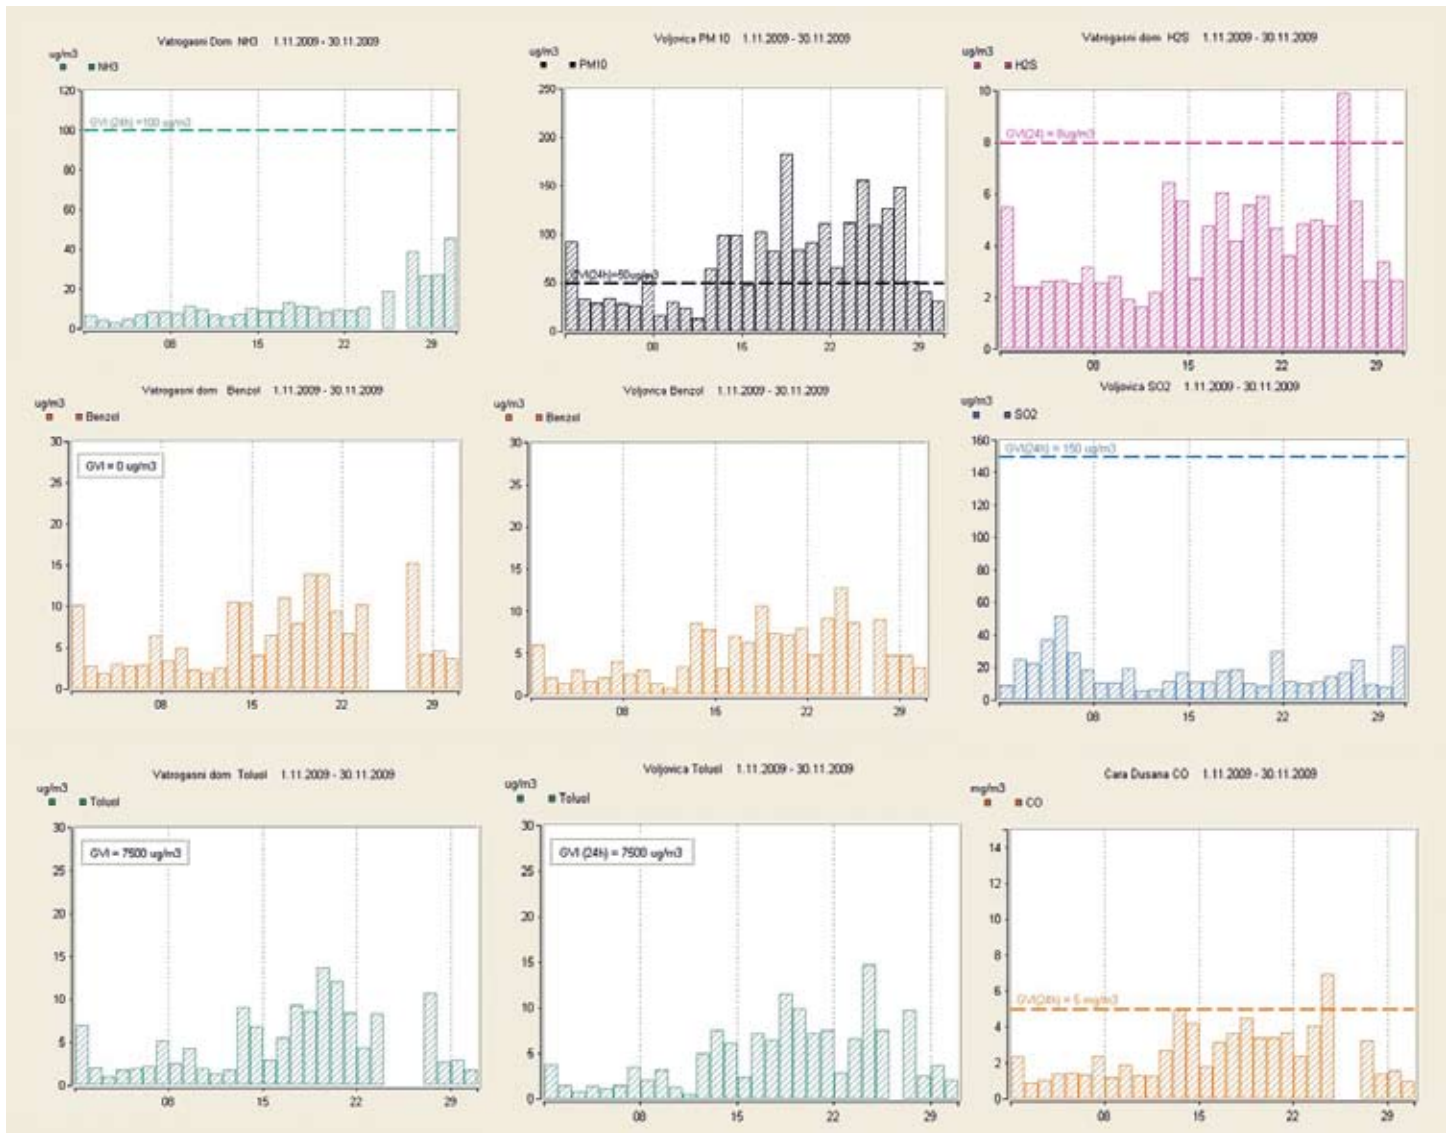 Vatrogasni Dom NH3 1.11.2009 - 30.11.2009
ug/m3
NH3
120
100
80
60
40
20
0
GVI (24h) =100 ug/m3
08 15 22 29
Voljovica PM 10 1.11.2009 - 30.11.2009
ug/m3
PM10
250
200
150
100
50
0
GVI(24h)=50ug/m3
08 15 22 29
Vatrogasni dom H2S 1.11.2009 - 30.11.2009
ug/m3
H2S
10
8
6
4
2
0
GVI(24) = 8ug/m3
08 15 22 29
Vatrogasni dom Benzol 1.11.2009 - 30.11.2009
ug/m3
Benzol
30
25
20
15
10
5
0
GVI = 0 ug/m3
08 15 22 29
Voljovica Benzol 1.11.2009 - 30.11.2009
ug/m3
Benzol
30
25
20
15
10
5
0
08 15 22 29
Voljovica SO2 1.11.2009 - 30.11.2009
ug/m3
SO2
160
140
120
100
80
60
40
20
0
GVI(24h) = 150 ug/m3
08 15 22 29
Vatrogasni dom Toluol 1.11.2009 - 30.11.2009
ug/m3
Toluol
30
25
20
15
10
5
0
GVI = 7500 ug/m3
08 15 22 29
Voljovica Toluol 1.11.2009 - 30.11.2009
ug/m3
Toluol
30
25
20
15
10
5
0
GVI (24h) = 7500 ug/m3
08 15 22 29
Cara Dusana CO 1.11.2009 - 30.11.2009
mg/m3
CO
14
12
10
8
6
4
2
0
GVI(24h) = 5 mg/m3
08 15 22 29